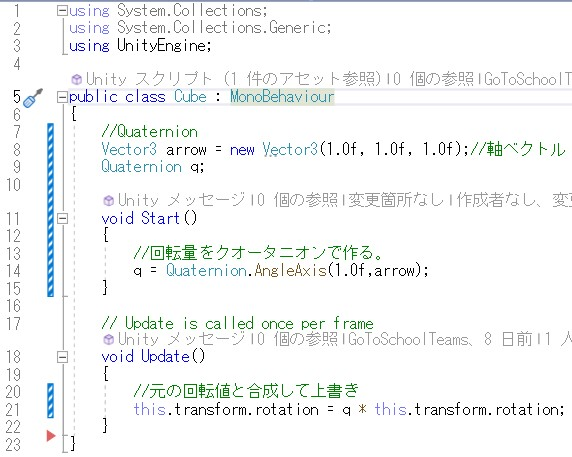 1 using System.Collections;
2 using System.Collections.Generic;
3 using UnityEngine;
4
Unity スクリプト (1 件のアセット参照)|0 個の参照|GoToSchoolT
5 public class Cube : MonoBehaviour
6 {
7 //Quaternion
8 Vector3 arrow = new Vector3(1.0f, 1.0f, 1.0f);//軸ベクトル
9 Quaternion q;
10
Unity メッセージ|0 個の参照|変更箇所なし|作成者なし、変
11 void Start()
12 {
13 //回転量をクオータニオンで作る。
14 q = Quaternion.AngleAxis(1.0f,arrow);
15 }
16
17 // Update is called once per frame
Unity メッセージ|0 個の参照|GoToSchoolTeams、8 日前|1 人
18 void Update()
19 {
20 //元の回転値と合成して上書き
21 this.transform.rotation = q * this.transform.rotation;
22 }
23 }